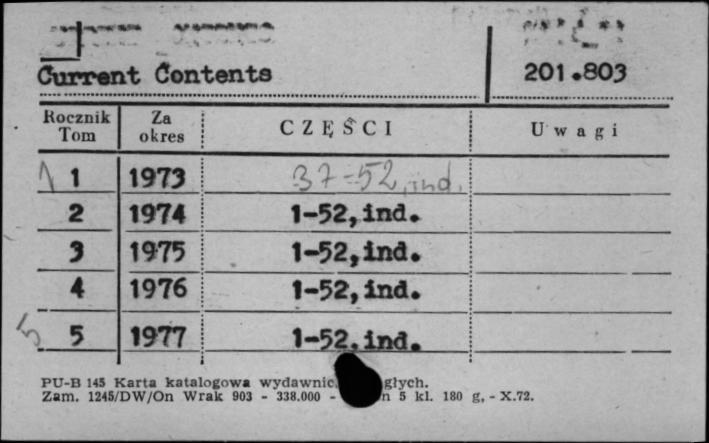 Current Contents 201.803
Rocznik Tom Za okres CZĘŚCI Uwagi
1 1973 37-52, ind.
2 1974 1-52, ind.
3 1975 1-52, ind.
4 1976 1-52, ind.
5 5 1977 1-52. ind.
PU-B 145 Karta katalogowa
Zam. 1245/DW/On Wrak 903 - 338.000 - 5 kl. 180 g, - X.72.